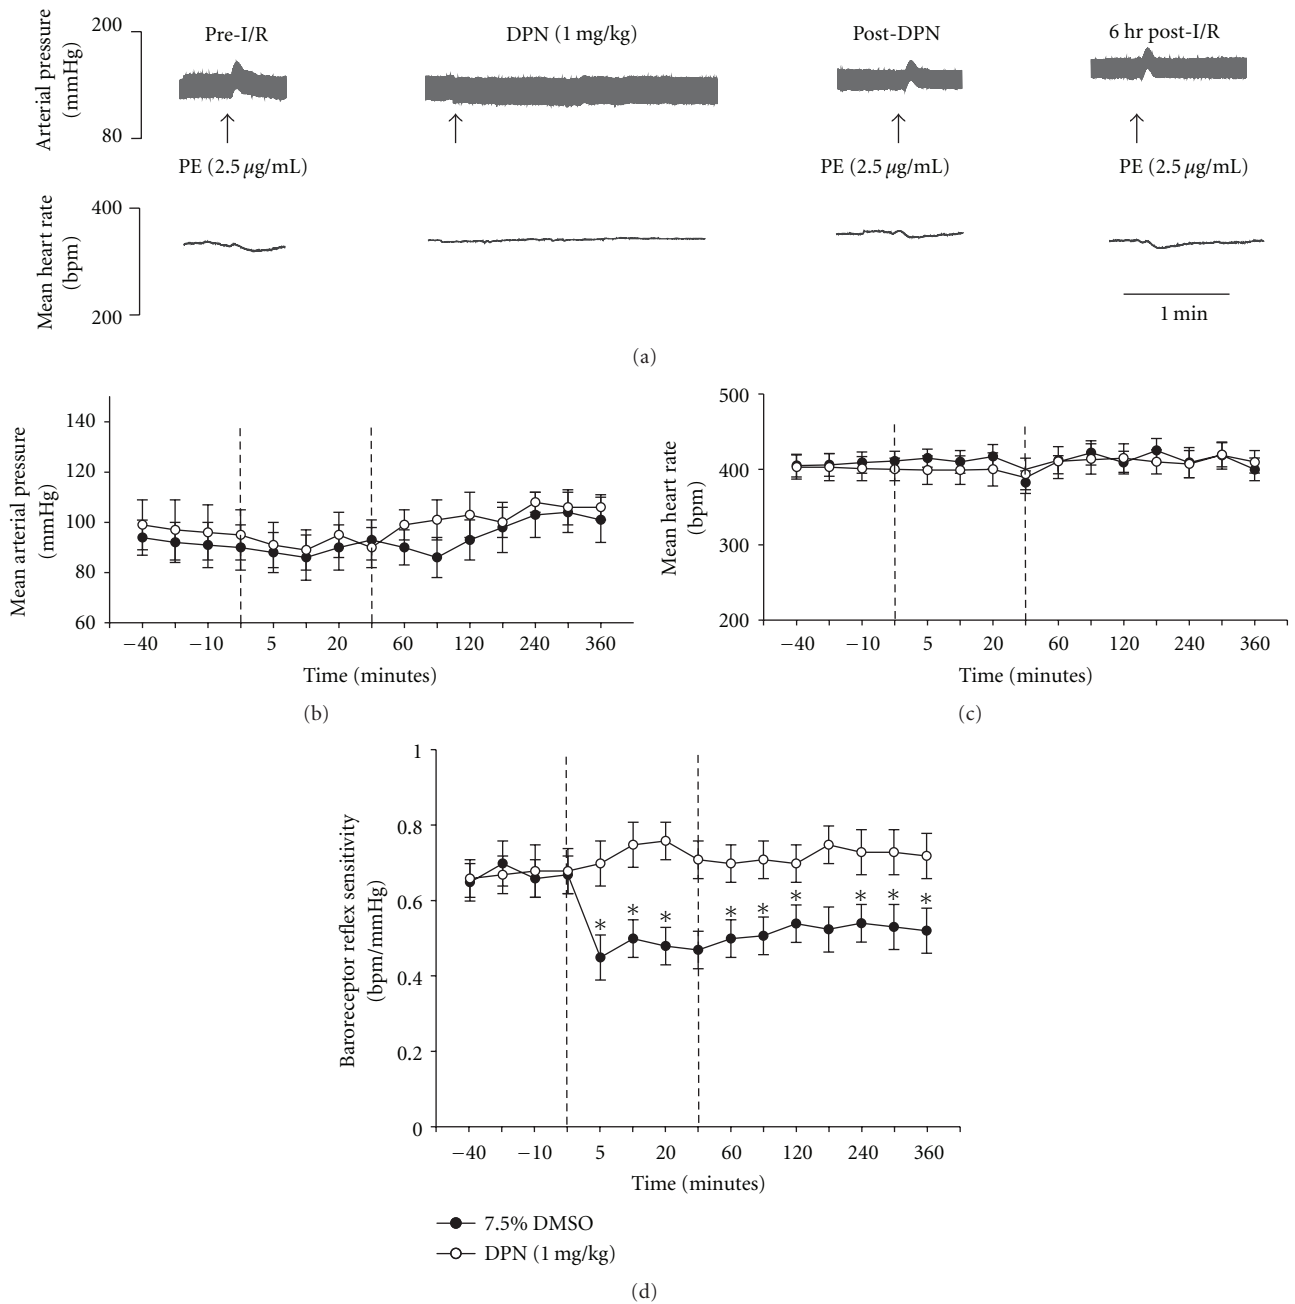 200
Pre-I/R
DPN (1 mg/kg)
Post-DPN
6 hr post-I/R
Arterial pressure
(mmHg)
80
PE (2.5 µg/mL)
PE (2.5 µg/mL)
PE (2.5 µg/mL)
400
Mean heart rate
(bpm)
200
1 min
(a)
140
120
100
80
60
Mean arterial pressure
(mmHg)
−40
−10
5
20
60
120
240
360
Time (minutes)
(b)
500
400
300
200
Mean heart rate
(bpm)
−40
−10
5
20
60
120
240
360
Time (minutes)
(c)
1
0.8
0.6
0.4
0.2
0
Baroreceptor reflex sensitivity
(bpm/mmHg)
* * * * * * * * *
−40
−10
5
20
60
120
240
360
Time (minutes)
7.5% DMSO
DPN (1 mg/kg)
(d)